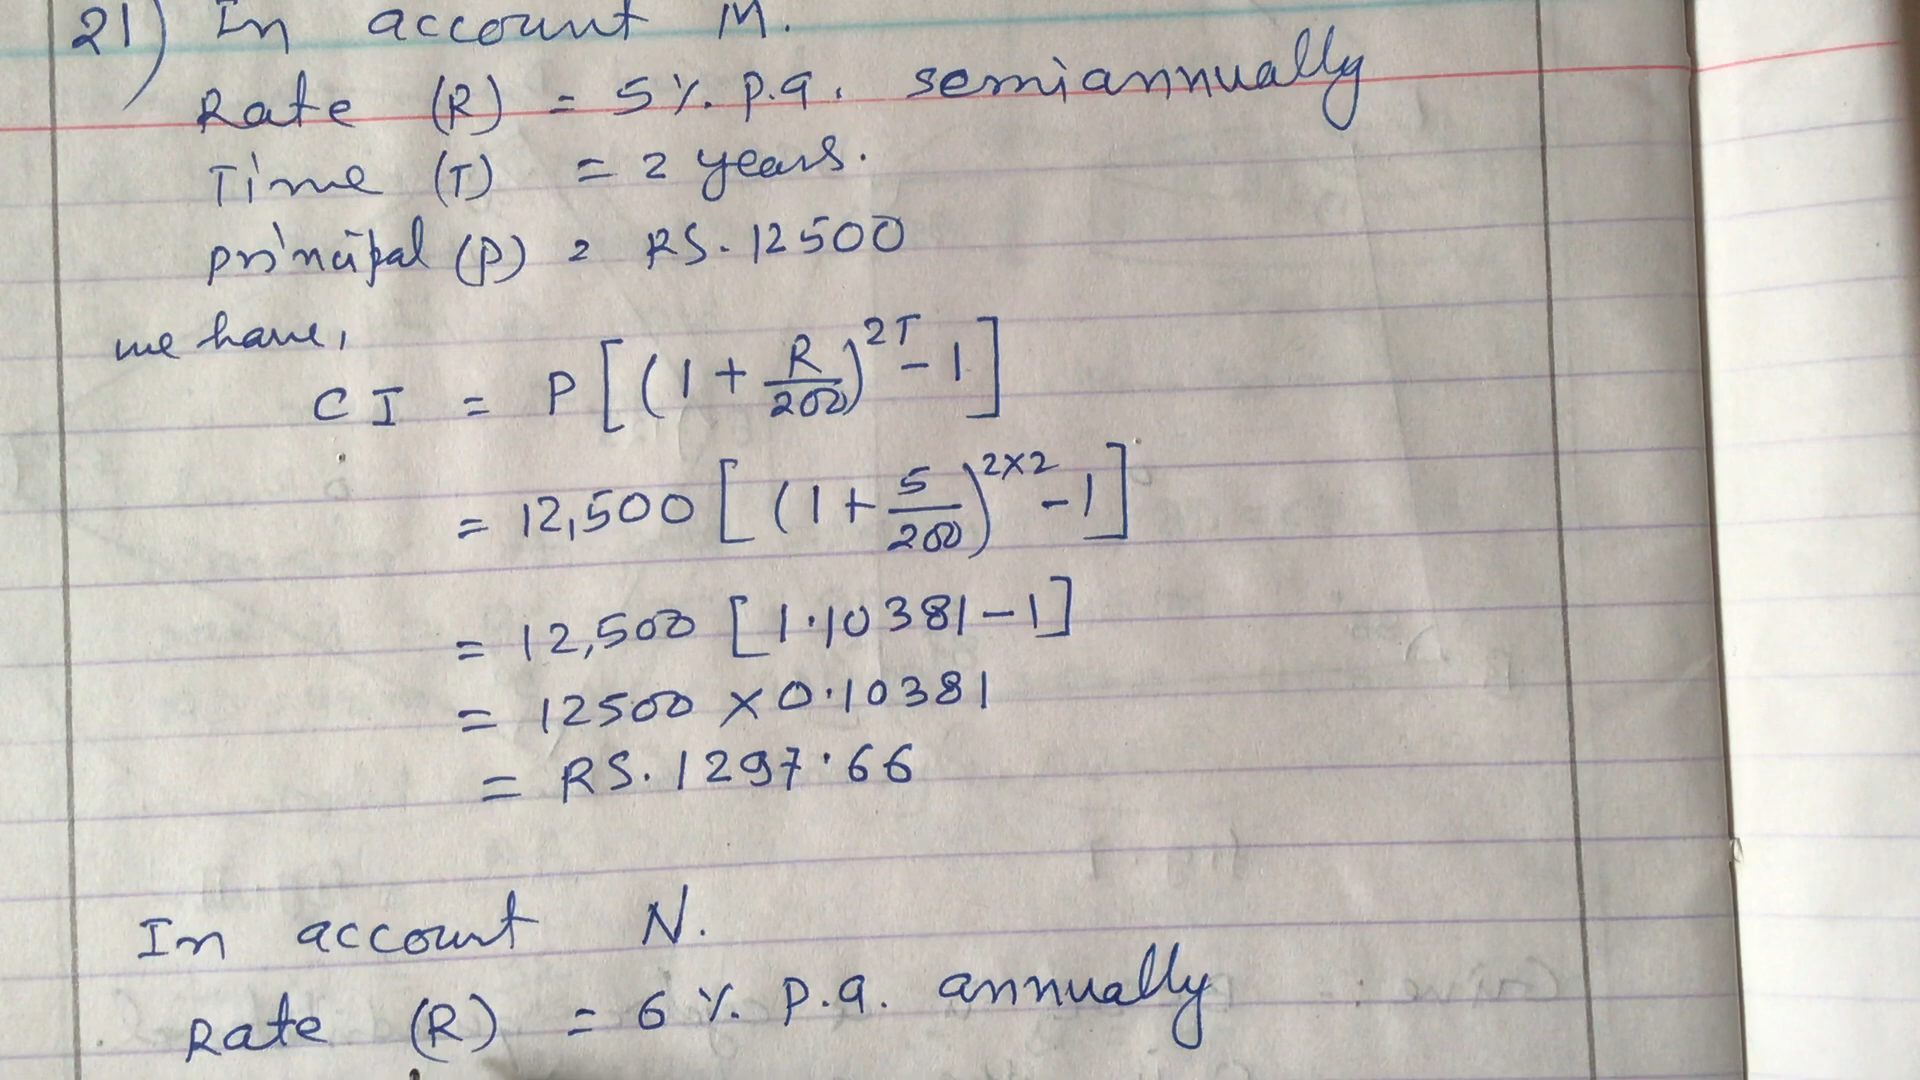 21) In account M.
Rate (R) = 5 %. p.a. semiannually
Time (T) = 2 years.
principal (P) = RS. 12500
we have,
CI = P [ (1 + R/200)^2T - 1 ]
= 12,500 [ (1 + 5/200)^2×2 - 1 ]
= 12,500 [ 1.10381 - 1 ]
= 12500 × 0.10381
= RS. 1297.66
In account N.
Rate (R) = 6 %. p.a. annually